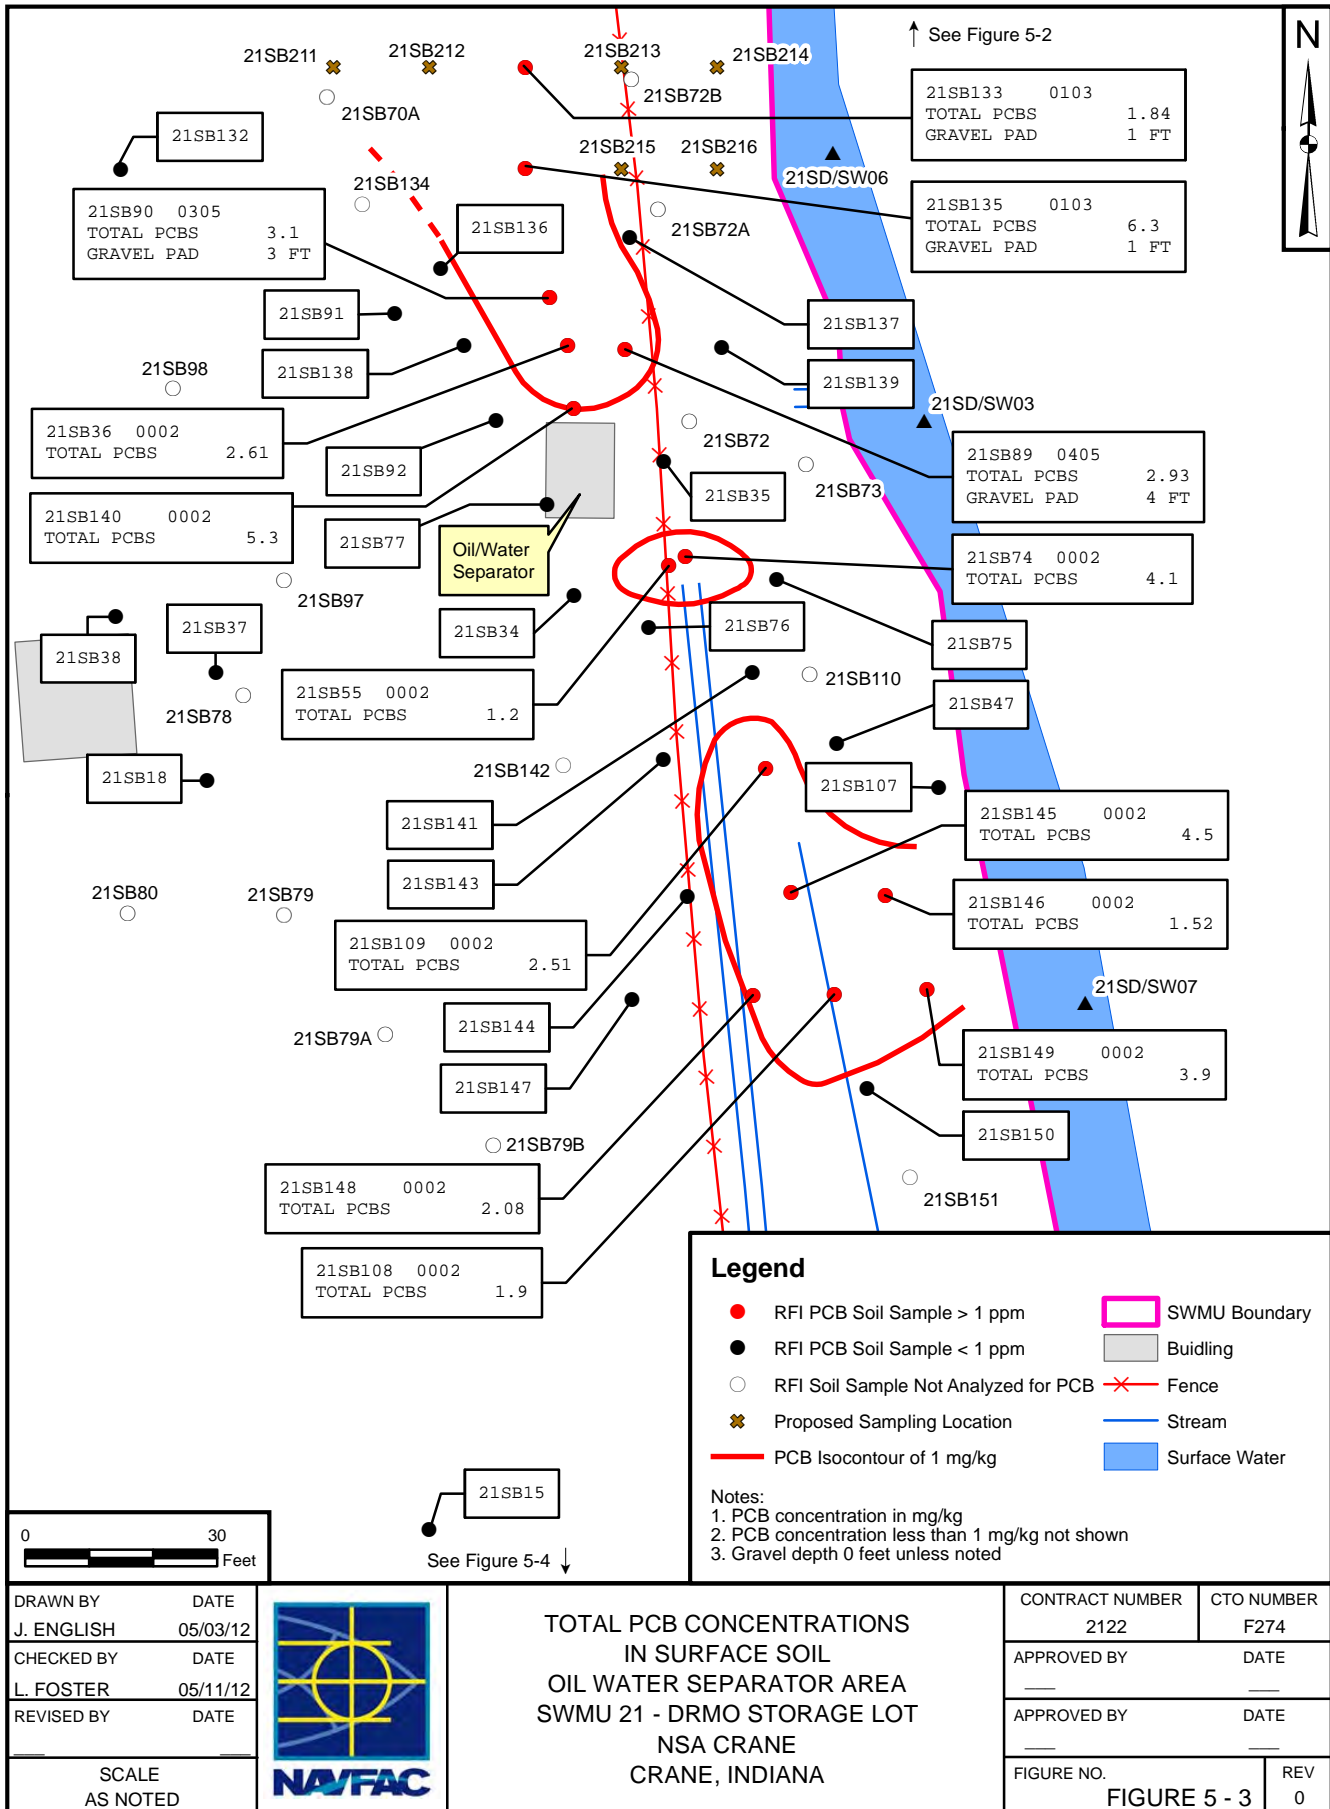 See Figure 5-2
N
21SB211
21SB212
21SB213
21SB214
21SB72B
21SB70A
21SB133 0103
TOTAL PCBS 1.84
GRAVEL PAD 1 FT
21SB132
21SB215
21SB216
21SD/SW06
21SB134
21SB90 0305
TOTAL PCBS 3.1
GRAVEL PAD 3 FT
21SB136
21SB72A
21SB135 0103
TOTAL PCBS 6.3
GRAVEL PAD 1 FT
21SB91
21SB137
21SB138
21SB139
21SB98
21SD/SW03
21SB36 0002
TOTAL PCBS 2.61
21SB72
21SB92
21SB73
21SB35
21SB89 0405
TOTAL PCBS 2.93
GRAVEL PAD 4 FT
21SB140 0002
TOTAL PCBS 5.3
21SB77
Oil/Water
Separator
21SB74 0002
TOTAL PCBS 4.1
21SB97
21SB37
21SB34
21SB76
21SB75
21SB38
21SB78
21SB55 0002
TOTAL PCBS 1.2
21SB110
21SB47
21SB18
21SB142
21SB107
21SB141
21SB145 0002
TOTAL PCBS 4.5
21SB143
21SB80
21SB79
21SB146 0002
TOTAL PCBS 1.52
21SB109 0002
TOTAL PCBS 2.51
21SD/SW07
21SB144
21SB79A
21SB149 0002
TOTAL PCBS 3.9
21SB147
21SB150
21SB79B
21SB148 0002
TOTAL PCBS 2.08
21SB151
21SB108 0002
TOTAL PCBS 1.9
Legend
RFI PCB Soil Sample > 1 ppm
RFI PCB Soil Sample < 1 ppm
RFI Soil Sample Not Analyzed for PCB
Proposed Sampling Location
PCB Isocontour of 1 mg/kg
SWMU Boundary
Buidling
Fence
Stream
Surface Water
Notes:
1. PCB concentration in mg/kg
2. PCB concentration less than 1 mg/kg not shown
3. Gravel depth 0 feet unless noted
21SB15
See Figure 5-4
0 30
Feet
DRAWN BY DATE
J. ENGLISH 05/03/12
CHECKED BY DATE
L. FOSTER 05/11/12
REVISED BY DATE
___ ___
SCALE
AS NOTED
NAVFAC
TOTAL PCB CONCENTRATIONS
IN SURFACE SOIL
OIL WATER SEPARATOR AREA
SWMU 21 - DRMO STORAGE LOT
NSA CRANE
CRANE, INDIANA
CONTRACT NUMBER
2122
CTO NUMBER
F274
APPROVED BY DATE
___ ___
APPROVED BY DATE
___ ___
FIGURE NO.
FIGURE 5 - 3
REV
0